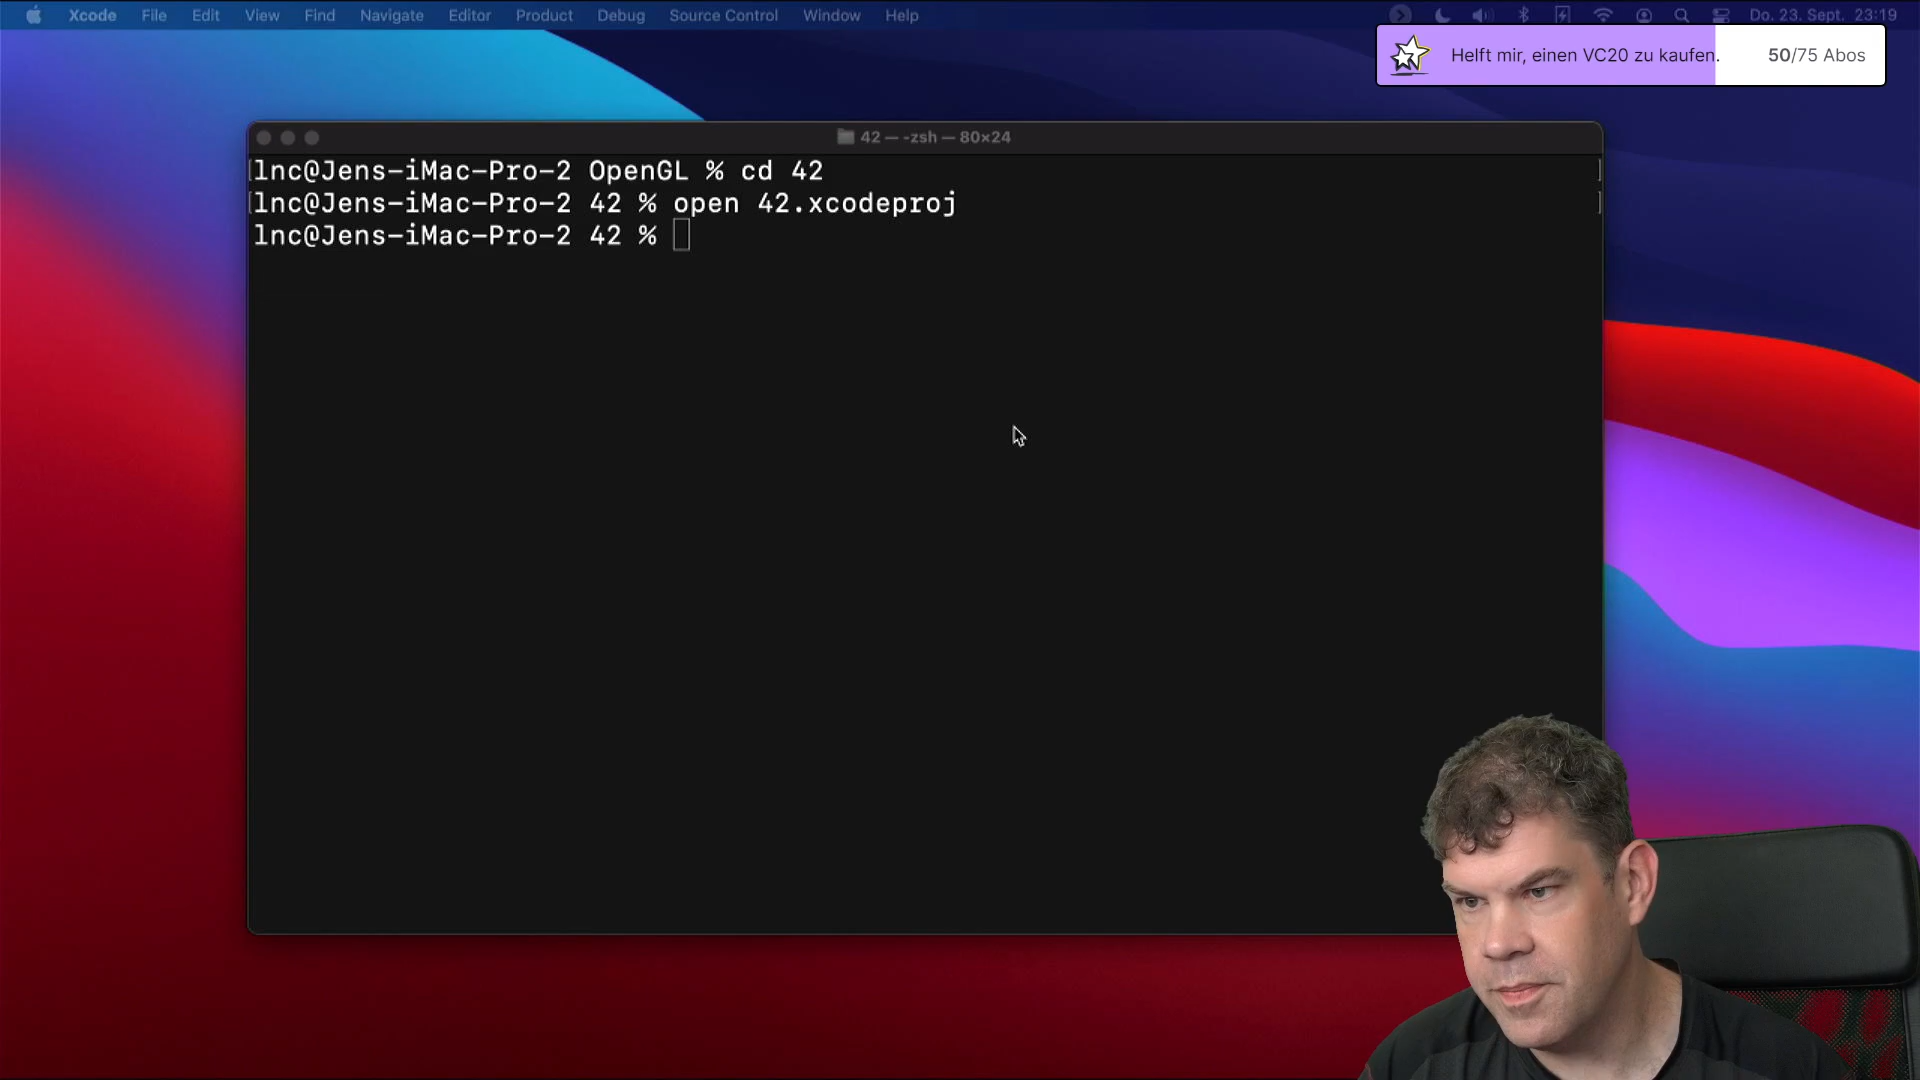 Xcode File Edit View Find Navigate Editor Product Debug Source Control Window Help Do. 23. Sept. 23:19
Helft mir, einen VC20 zu kaufen. 50/75 Abos
42 — -zsh — 80×24
lnc@Jens-iMac-Pro-2 OpenGL % cd 42
lnc@Jens-iMac-Pro-2 42 % open 42.xcodeproj
lnc@Jens-iMac-Pro-2 42 %